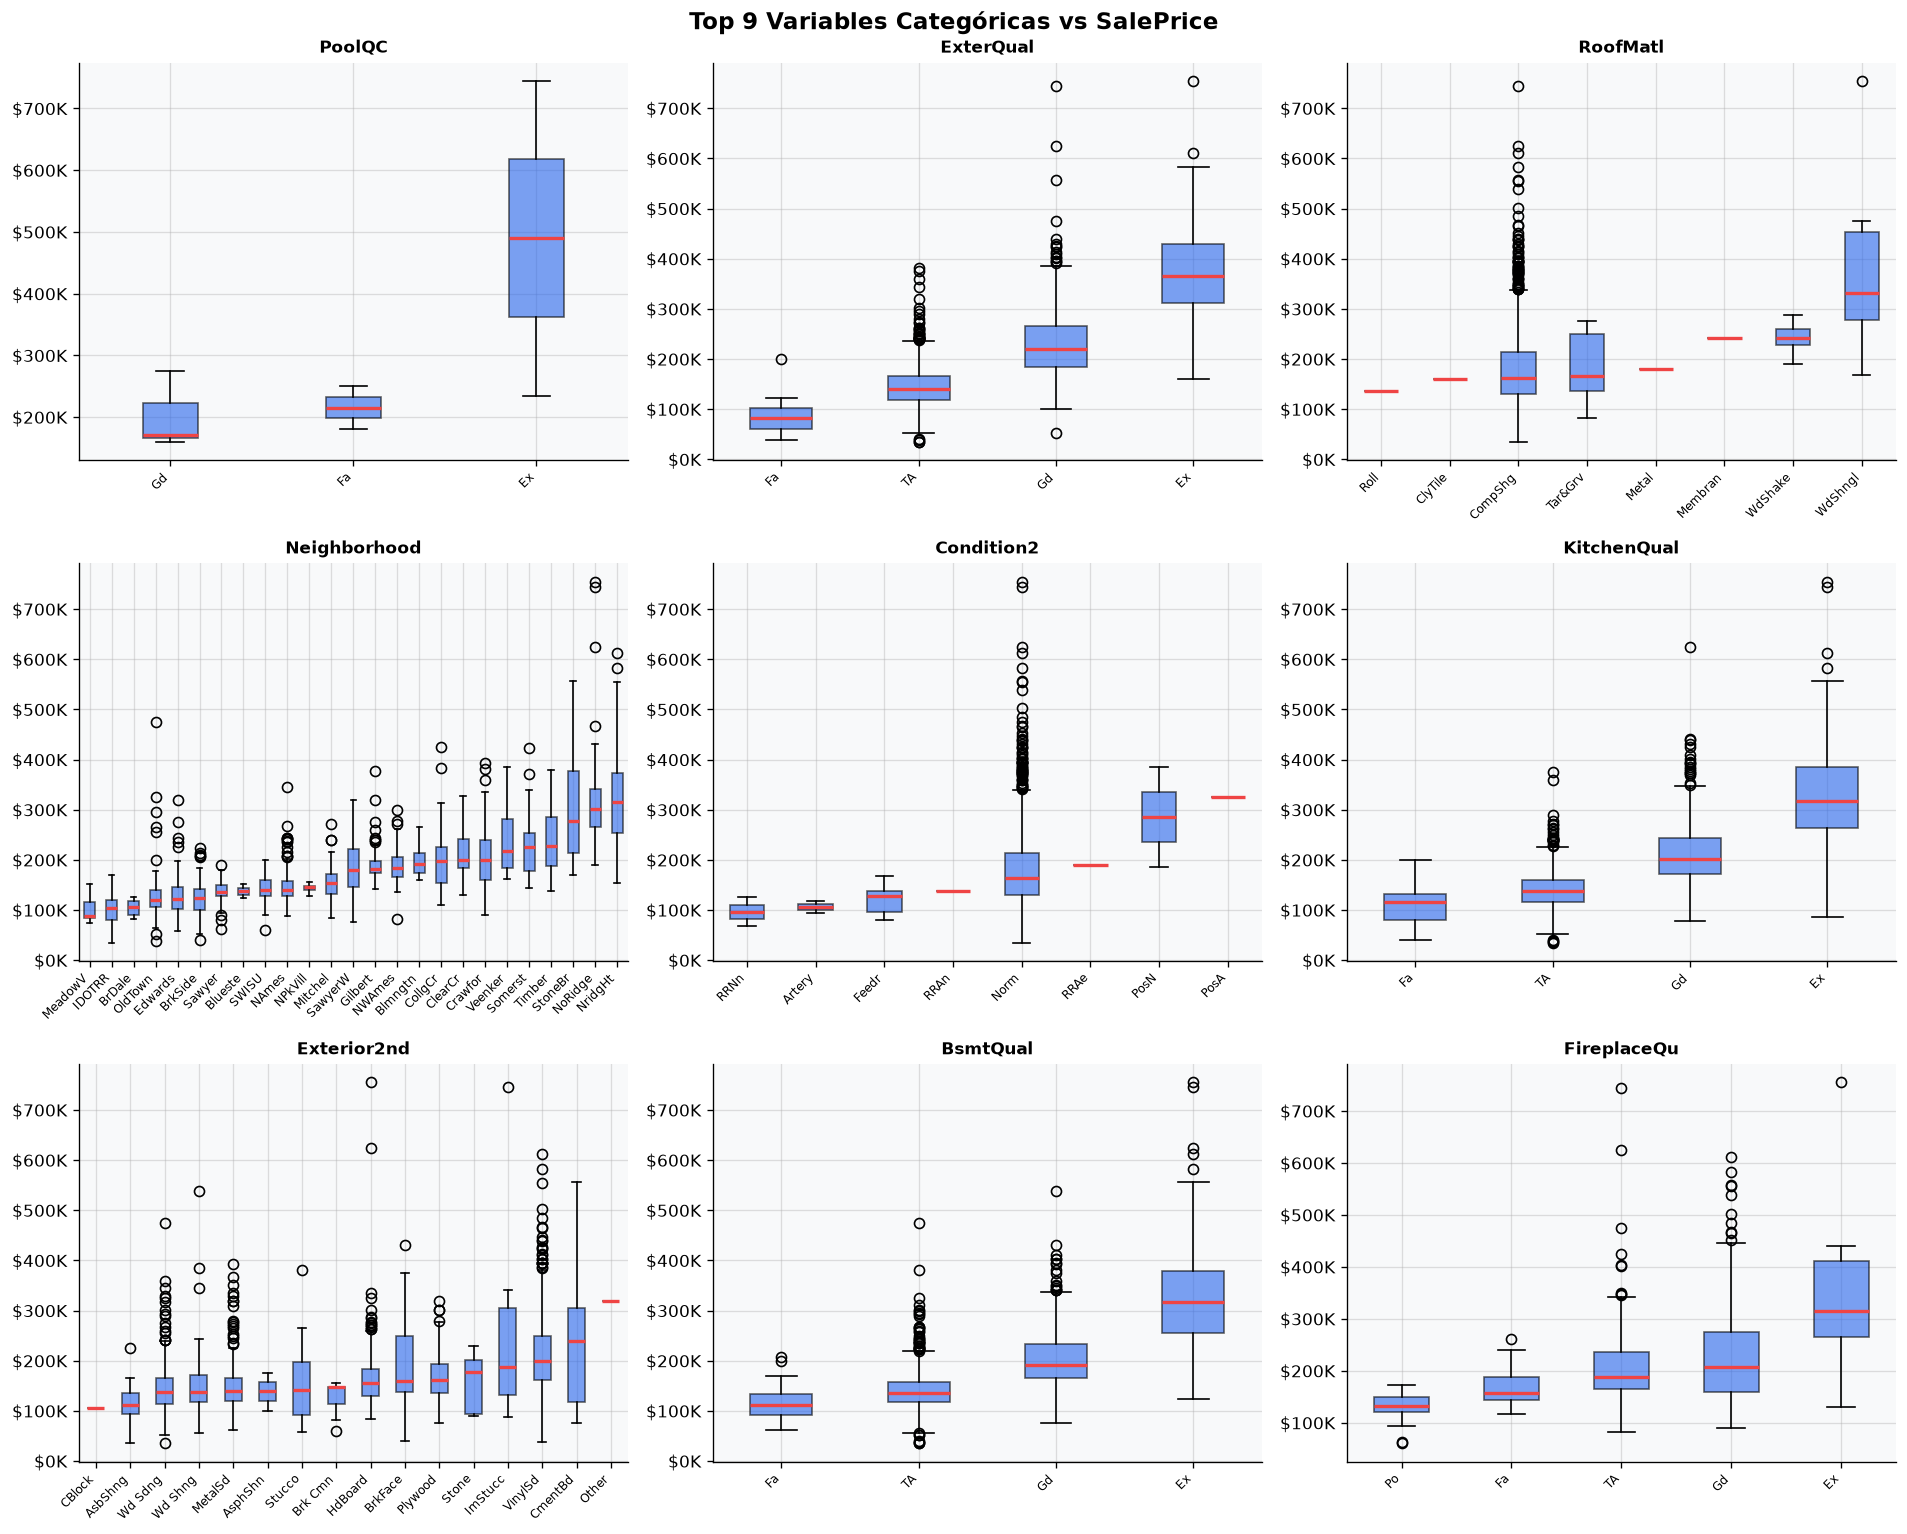 Top 9 Variables Categóricas vs SalePrice
PoolQC
$700K
$600K
$500K
$400K
$300K
$200K
Gd
Fa
Ex
ExterQual
$700K
$600K
$500K
$400K
$300K
$200K
$100K
$0K
Fa
TA
Gd
Ex
RoofMatl
$700K
$600K
$500K
$400K
$300K
$200K
$100K
$0K
Roll
ClyTile
CompShg
Tar&Grv
Metal
Membran
WdShake
WdShngl
Neighborhood
$700K
$600K
$500K
$400K
$300K
$200K
$100K
$0K
MeadowV
IDOTRR
BrDale
OldTown
Edwards
BrkSide
Sawyer
Blueste
SWISU
NAmes
NPkVill
Mitchel
SawyerW
Gilbert
NWAmes
Blmngtn
CollgCr
ClearCr
Crawfor
Veenker
Somerst
Timber
StoneBr
NoRidge
NridgHt
Condition2
$700K
$600K
$500K
$400K
$300K
$200K
$100K
$0K
RRNn
Artery
Feedr
RRAn
Norm
RRAe
PosN
PosA
KitchenQual
$700K
$600K
$500K
$400K
$300K
$200K
$100K
$0K
Fa
TA
Gd
Ex
Exterior2nd
$700K
$600K
$500K
$400K
$300K
$200K
$100K
$0K
CBlock
AsbShng
Wd Sdng
Wd Shng
MetalSd
AsphShn
Stucco
Brk Cmn
HdBoard
BrkFace
Plywood
Stone
ImStucc
VinylSd
CmentBd
Other
BsmtQual
$700K
$600K
$500K
$400K
$300K
$200K
$100K
$0K
Fa
TA
Gd
Ex
FireplaceQu
$700K
$600K
$500K
$400K
$300K
$200K
$100K
Po
Fa
TA
Gd
Ex